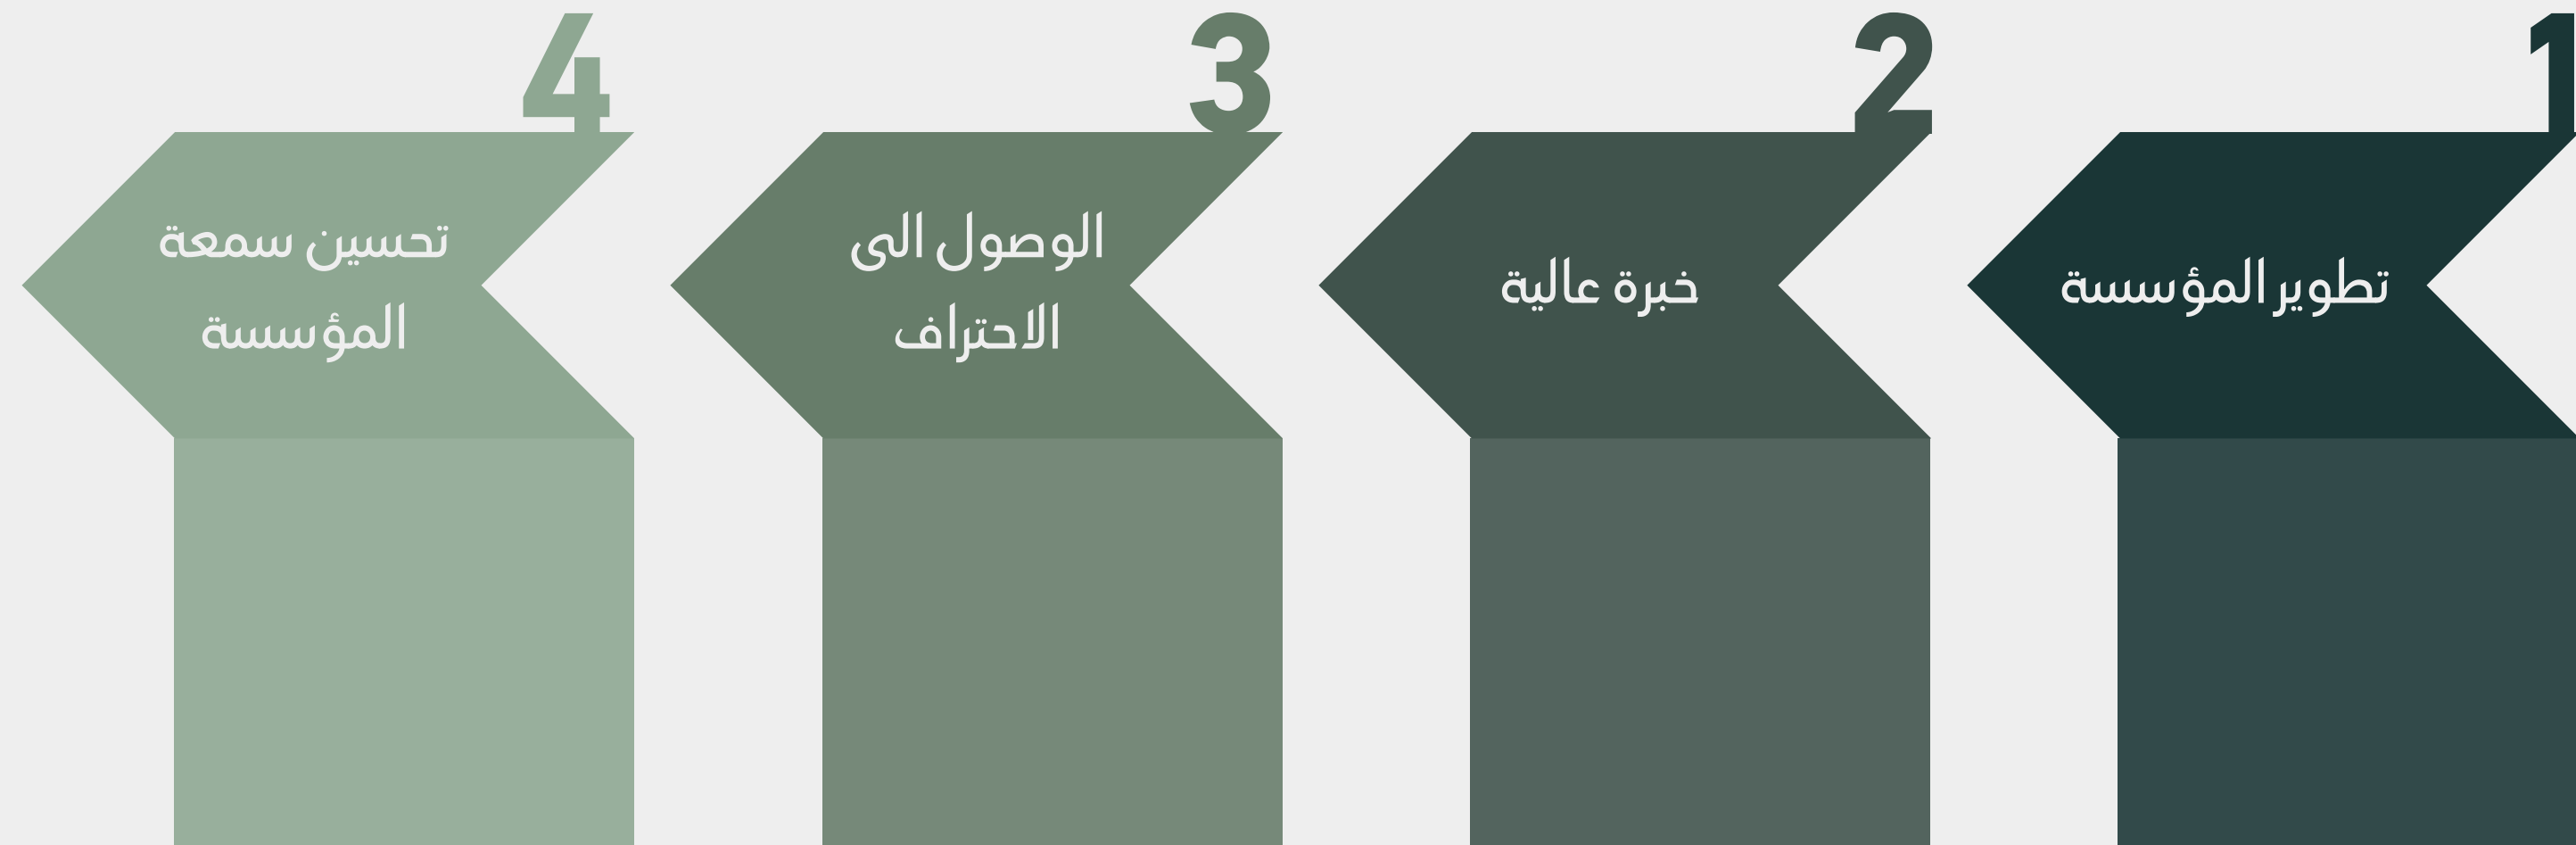 1
تطوير المؤسسة
2
خبرة عالية
3
الوصول الى
الاحتراف
4
تحسين سمعة
المؤسسة